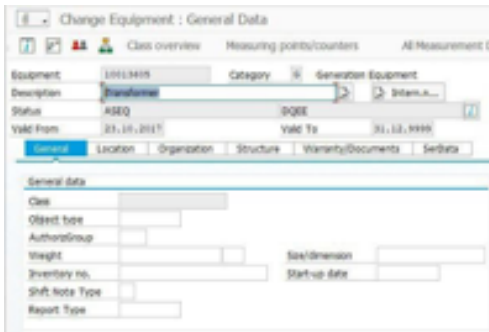 Change Equipment : General Data
Class overview Measuring points/counters All Measurement D
Equipment 10013405 Category G Generation Equipment
Description Transformer Intern.n...
Status ASEQ
Valid From 23.10.2017 Valid To 31.12.9999
General Location Organization Structure Warranty/Documents SerData
General data
Class
Object type
AuthorizGroup
Weight Size/dimension
Inventory no. Start-up date
Shift Note Type
Report Type